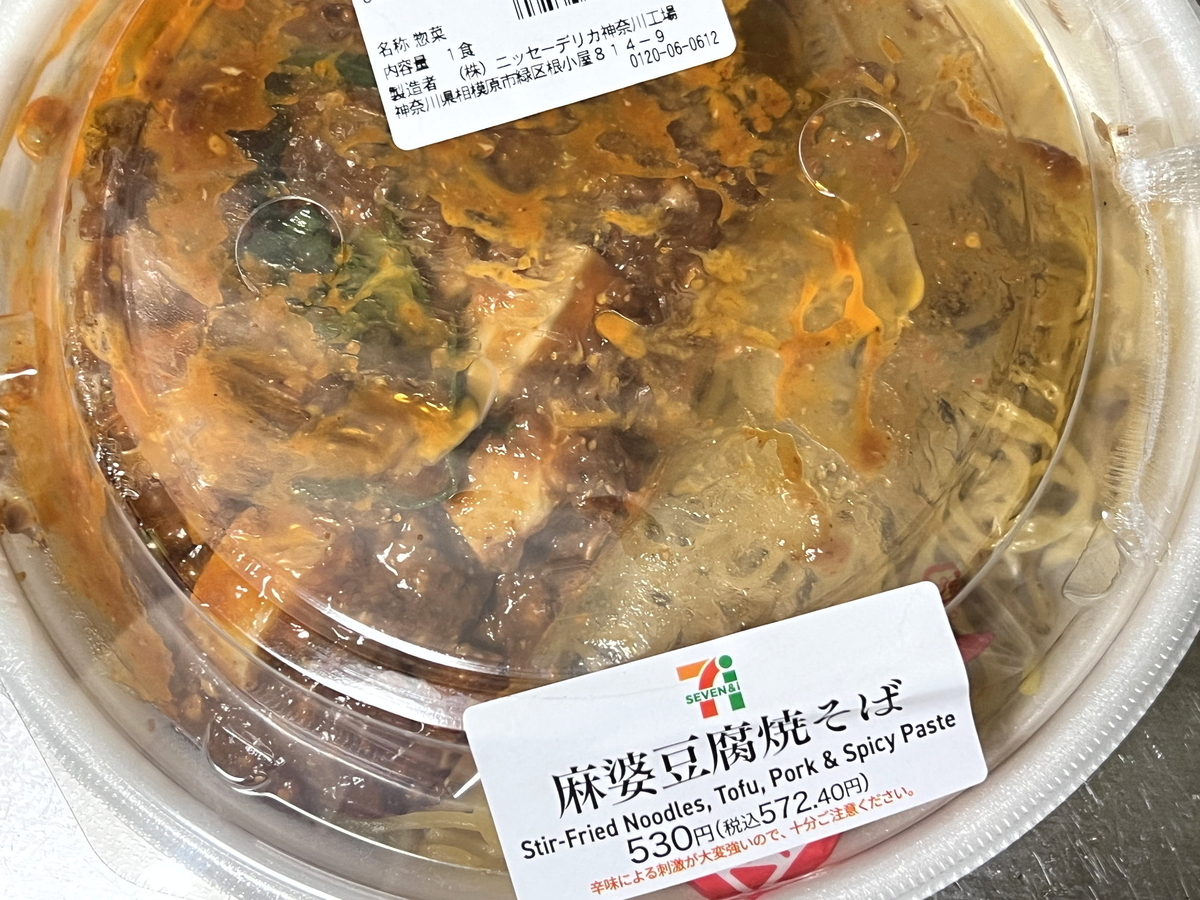 名称 惣菜
内容量 1食
製造者 (株) ニッセーデリカ神奈川工場
神奈川県相模原市緑区根小屋814-9
0120-06-0612
7i
SEVEN&i
麻婆豆腐焼そば
Stir-Fried Noodles, Tofu, Pork & Spicy Paste
530円(税込572.40円)
辛味による刺激が大変強いので、十分ご注意ください。